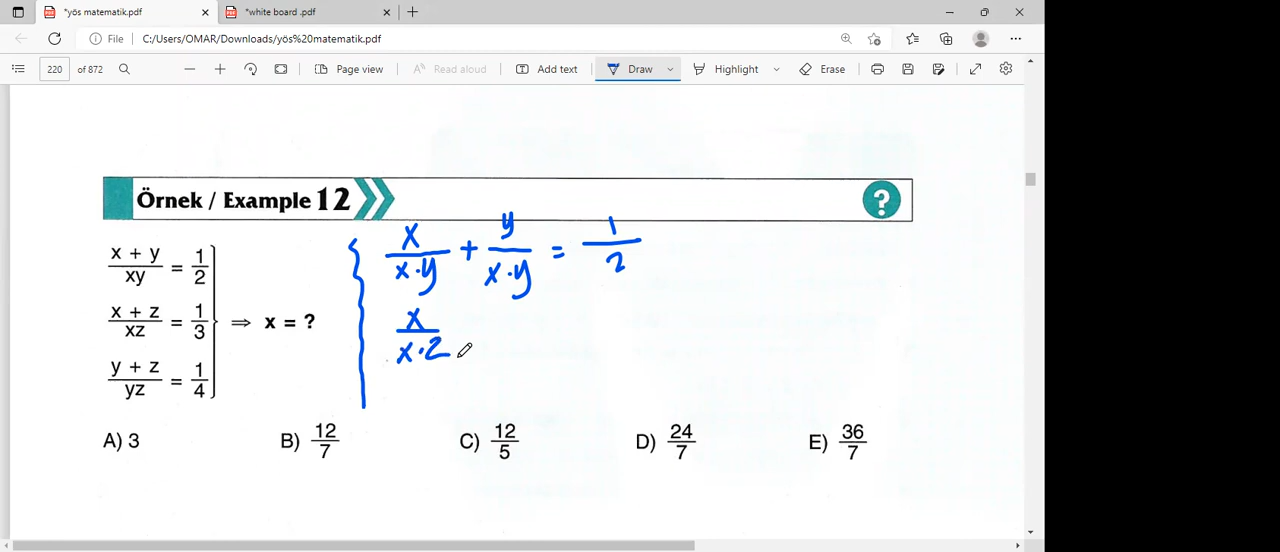 *yös matematik.pdf
*white board .pdf
File C:/Users/OMAR/Downloads/yös%20matematik.pdf
220 of 872 Page view Read aloud Add text Draw Highlight Erase
Örnek / Example 12
?
x + y / xy = 1/2
x + z / xz = 1/3 ⇒ x = ?
y + z / yz = 1/4
x / x·y + y / x·y = 1 / 2
x / x·z
A) 3 B) 12/7 C) 12/5 D) 24/7 E) 36/7